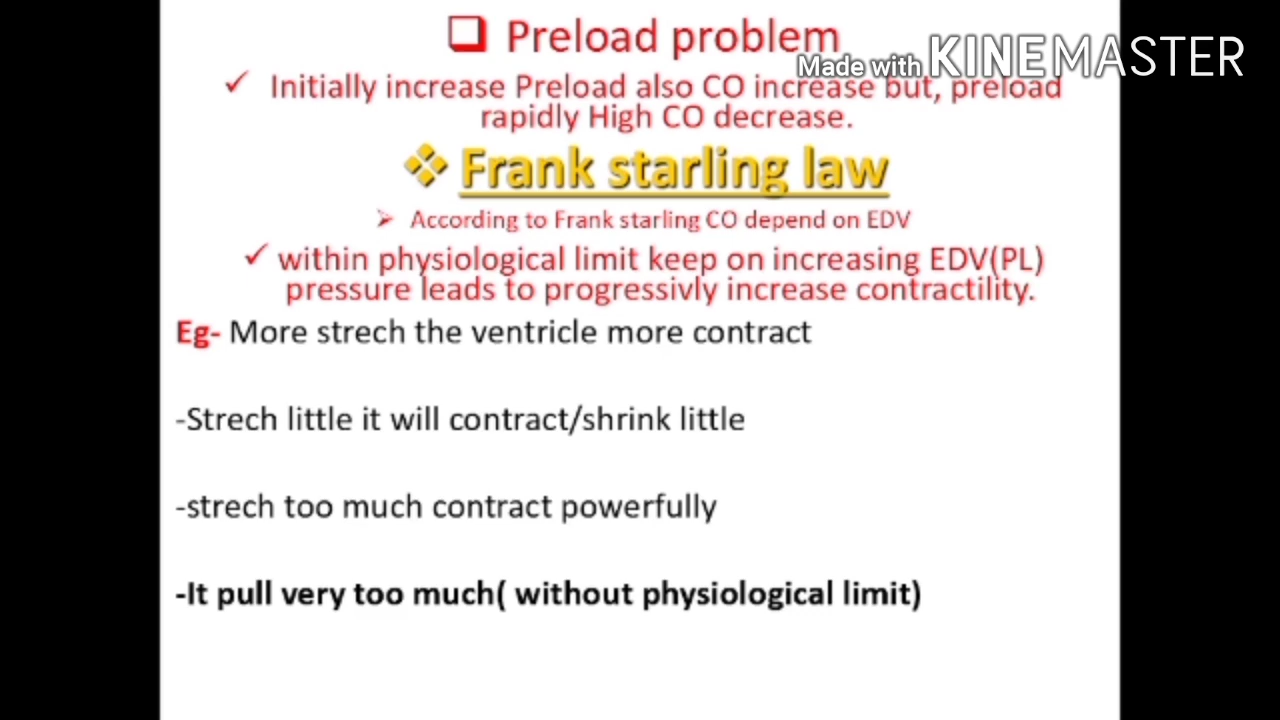 ❑ Preload problem
Made with KINEMASTER
✓ Initially increase Preload also CO increase but, preload
rapidly High CO decrease.
❖ Frank starling law
➢ According to Frank starling CO depend on EDV
✓ within physiological limit keep on increasing EDV(PL)
pressure leads to progressivly increase contractility.
Eg- More strech the ventricle more contract
-Strech little it will contract/shrink little
-strech too much contract powerfully
-It pull very too much( without physiological limit)